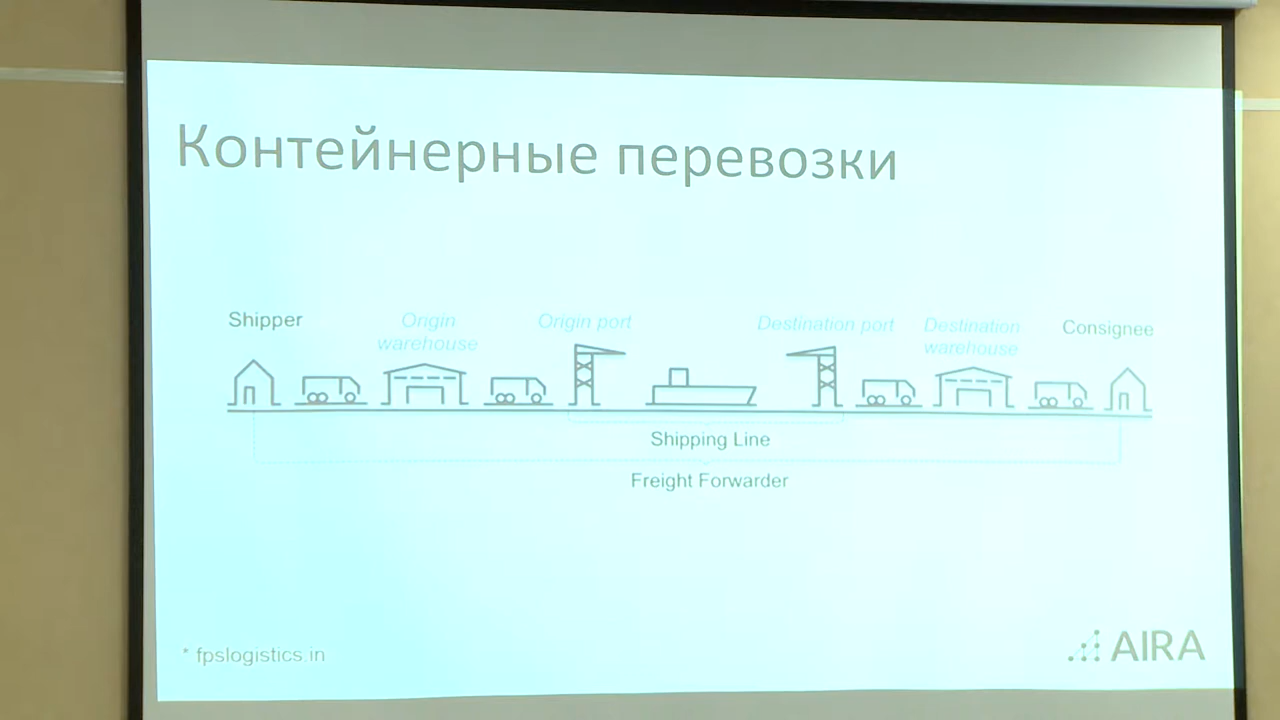 Контейнерные перевозки
Shipper
Origin
warehouse
Origin port
Destination port
Destination
warehouse
Consignee
Shipping Line
Freight Forwarder
* fpslogistics.in
AIRA